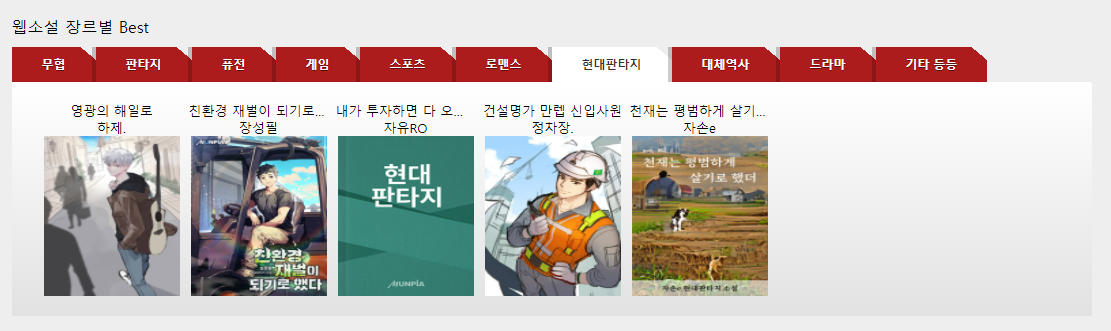 웹소설 장르별 Best
무협
판타지
퓨전
게임
스포츠
로맨스
현대판타지
대체역사
드라마
기타 등등
영광의 해일로
하제.
친환경 재벌이 되기로...
장성필
내가 투자하면 다 오...
자유RO
건설명가 만렙 신입사원
정차장.
천재는 평범하게 살기...
자손e
MUNPIA
친환경
재벌이
되기로 했다
현대
판타지
MUNPIA
천재는 평범하게
살기로 했더
자손e 현대판타지 소설